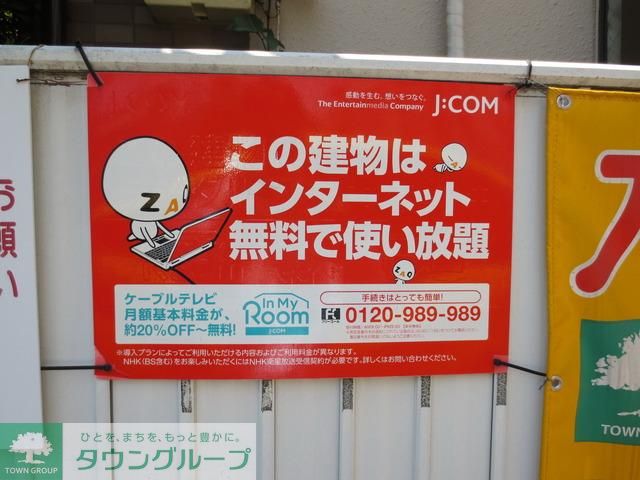 感動を生む。想いをつなぐ。
The Entertainmedia Company
J:COM
この建物は
インターネット
無料で使い放題
ZAQ
ZAQ
ケーブルテレビ
月額基本料金が、
約20%OFF～無料!
In My
Room
J:COM
手続きはとっても簡単!
0120-989-989
※導入プランによってご利用いただける内容およびご利用料金が異なります。
NHK(BS含む)をお楽しみいただくにはNHK衛星放送受信契約が必要です。詳しくはお問い合わせください。
お願い
TOWN
TOWN GROUP
ひとを、まちを、もっと豊かに。
タウングループ